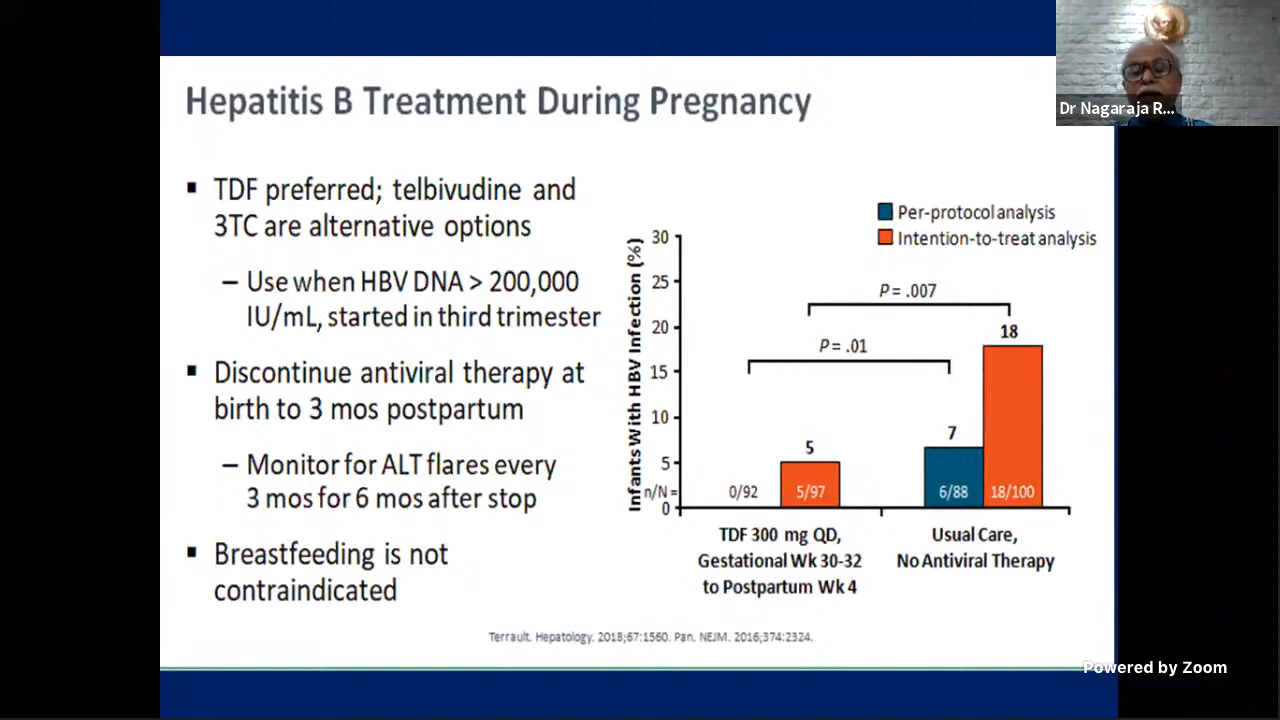 Hepatitis B Treatment During Pregnancy
Dr Nagaraja R...
▪ TDF preferred; telbivudine and
3TC are alternative options
– Use when HBV DNA > 200,000
IU/mL, started in third trimester
▪ Discontinue antiviral therapy at
birth to 3 mos postpartum
– Monitor for ALT flares every
3 mos for 6 mos after stop
▪ Breastfeeding is not
contraindicated
Per-protocol analysis
Intention-to-treat analysis
Infants With HBV Infection (%)
30
25
20
15
10
5
0
P = .007
P = .01
5
7
18
n/N =
0/92
5/97
6/88
18/100
TDF 300 mg QD,
Gestational Wk 30-32
to Postpartum Wk 4
Usual Care,
No Antiviral Therapy
Terrault. Hepatology. 2018;67:1560. Pan. NEJM. 2016;374:2324.
Powered by Zoom